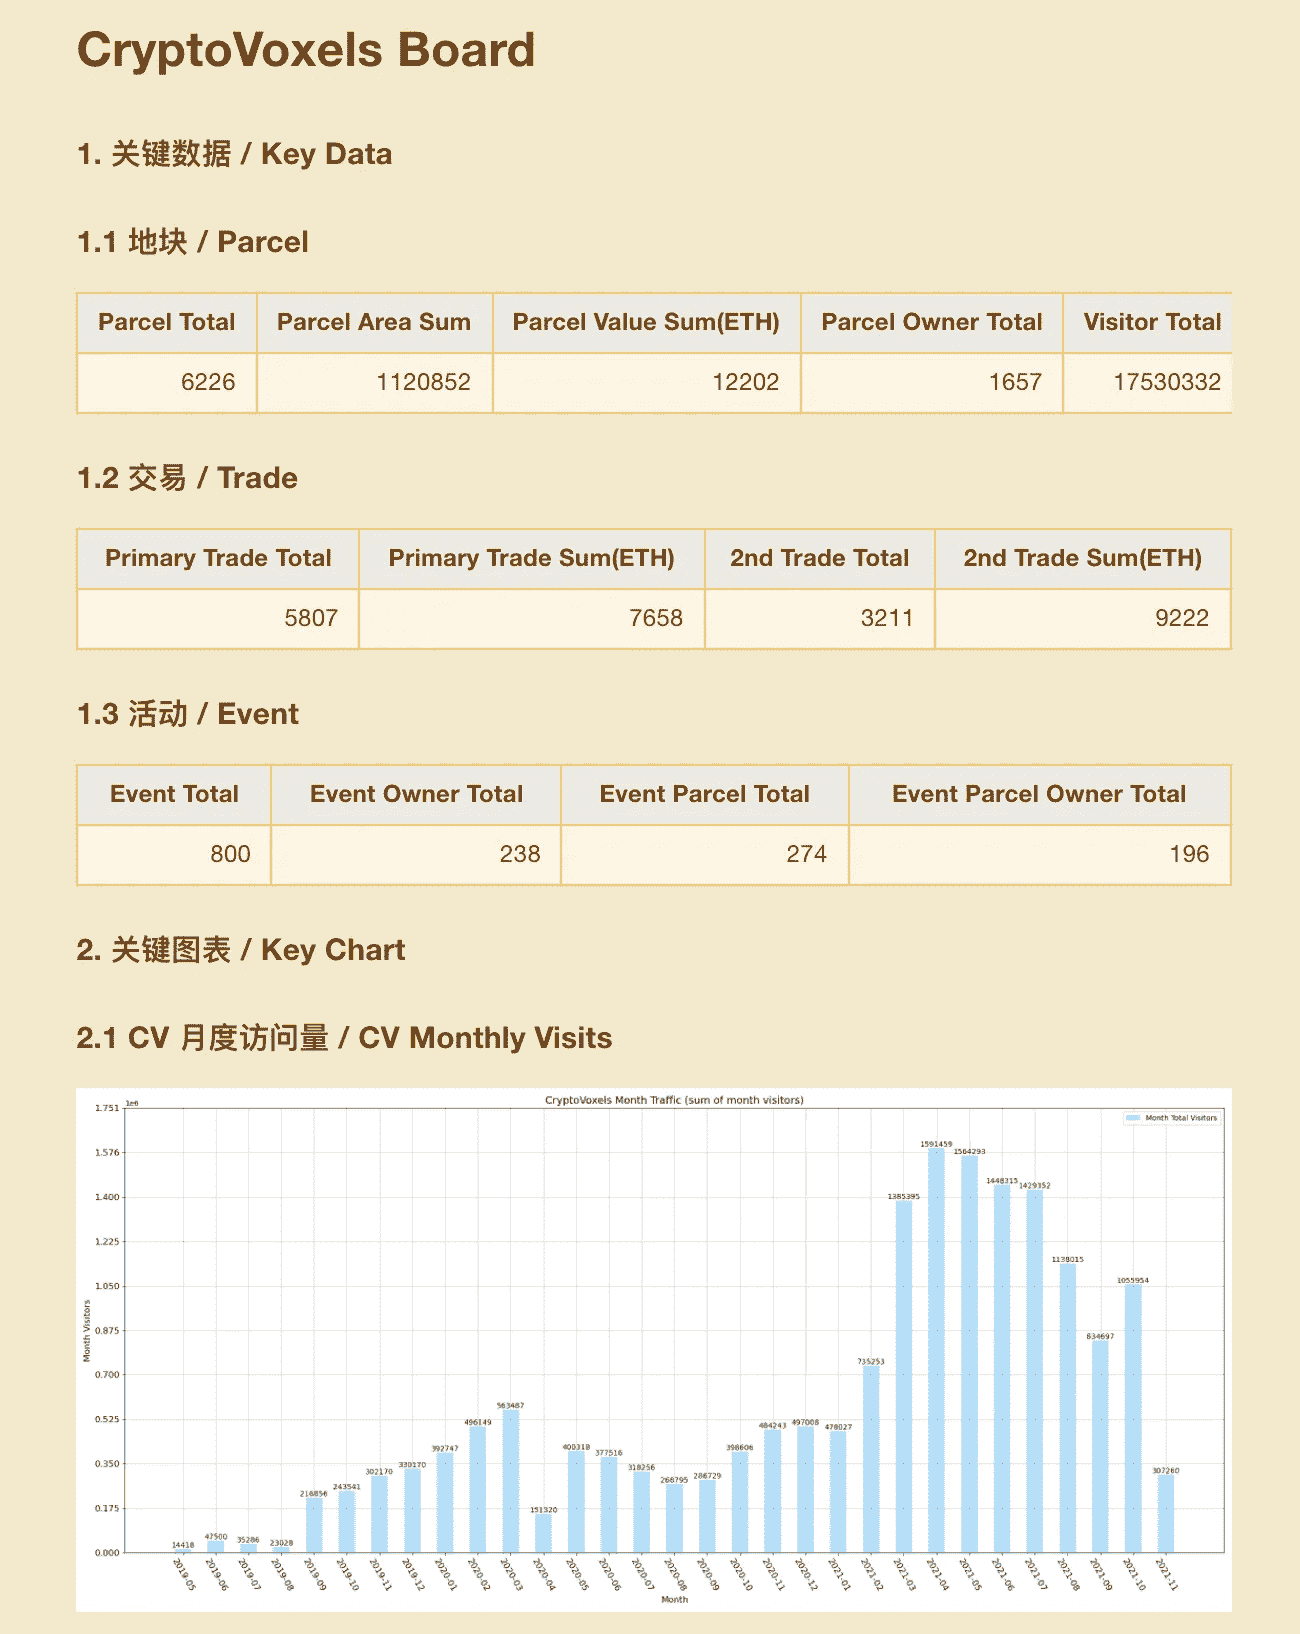 CryptoVoxels Board
1. 关键数据 / Key Data
1.1 地块 / Parcel
Parcel Total Parcel Area Sum Parcel Value Sum(ETH) Parcel Owner Total Visitor Total
6226 1120852 12202 1657 17530332
1.2 交易 / Trade
Primary Trade Total Primary Trade Sum(ETH) 2nd Trade Total 2nd Trade Sum(ETH)
5807 7658 3211 9222
1.3 活动 / Event
Event Total Event Owner Total Event Parcel Total Event Parcel Owner Total
800 238 274 196
2. 关键图表 / Key Chart
2.1 CV 月度访问量 / CV Monthly Visits
CryptoVoxels Month Traffic (sum of month visitors)
1e6
Month Total Visitors
1.751
1.576
1.400
1.225
1.050
0.875
0.700
0.525
0.350
0.175
0.000
Month Visitors
14418 47500 35286 23028 216856 243541 302170 330170 392747 496149 563487 151320 400318 377516 318256 268795 286729 398606 484243 497008 478027 735253 1385395 1591459 1564293 1448315 1429352 1138015 834697 1055954 307260
2019-05 2019-06 2019-07 2019-08 2019-09 2019-10 2019-11 2019-12 2020-01 2020-02 2020-03 2020-04 2020-05 2020-06 2020-07 2020-08 2020-09 2020-10 2020-11 2020-12 2021-01 2021-02 2021-03 2021-04 2021-05 2021-06 2021-07 2021-08 2021-09 2021-10 2021-11
Month